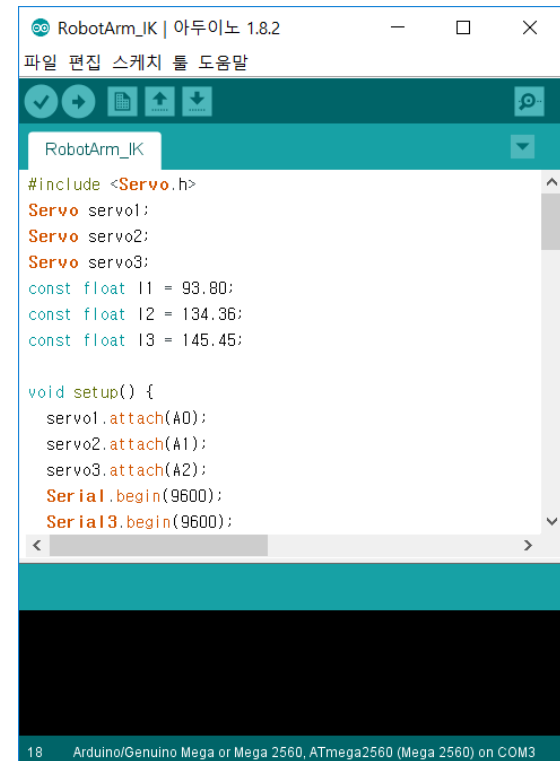 RobotArm_IK | 아두이노 1.8.2
파일 편집 스케치 툴 도움말
RobotArm_IK
#include <Servo.h>
Servo servo1;
Servo servo2;
Servo servo3;
const float l1 = 93.80;
const float l2 = 134.36;
const float l3 = 145.45;
void setup() {
servo1.attach(A0);
servo2.attach(A1);
servo3.attach(A2);
Serial.begin(9600);
Serial3.begin(9600);
18 Arduino/Genuino Mega or Mega 2560, ATmega2560 (Mega 2560) on COM3